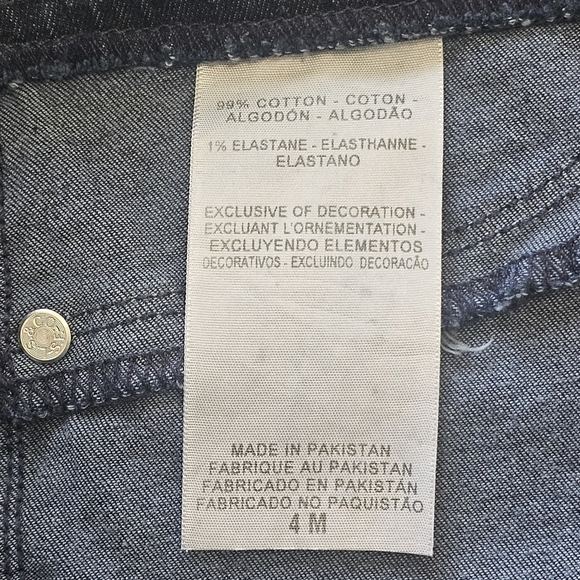 99% COTTON - COTON -
ALGODÓN - ALGODÃO
1% ELASTANE - ELASTHANNE -
ELASTANO
EXCLUSIVE OF DECORATION -
EXCLUANT L'ORNEMENTATION -
EXCLUYENDO ELEMENTOS
DECORATIVOS - EXCLUINDO DECORACÃO
MADE IN PAKISTAN
FABRIQUE AU PAKISTAN
FABRICADO EN PAKISTÁN
FABRICADO NO PAQUISTÃO
4 M